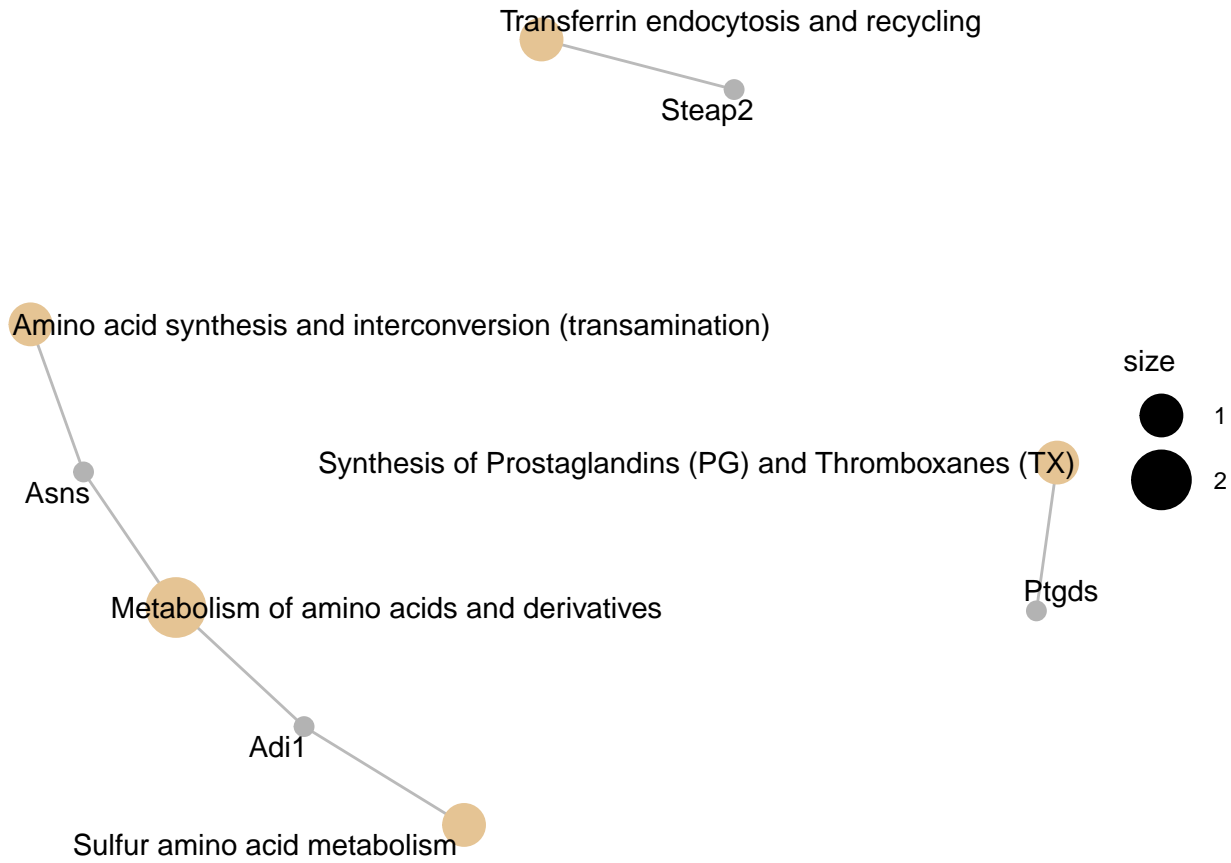 Transferrin endocytosis and recycling
Steap2
Amino acid synthesis and interconversion (transamination)
size
1
Synthesis of Prostaglandins (PG) and Thromboxanes (TX)
2
Asns
Ptgds
Metabolism of amino acids and derivatives
Adi1
Sulfur amino acid metabolism